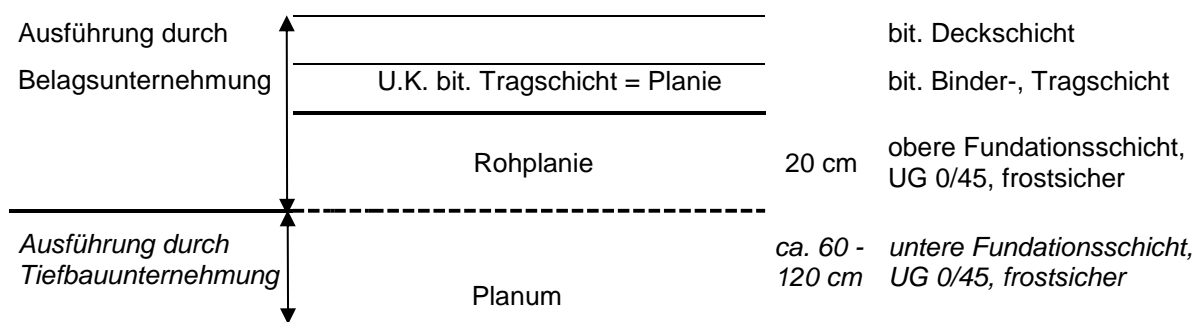 Ausführung durch
bit. Deckschicht
Belagsunternehmung
U.K. bit. Tragschicht = Planie
bit. Binder-, Tragschicht
Rohplanie
20 cm
obere Fundationsschicht,
UG 0/45, frostsicher
Ausführung durch
Tiefbauunternehmung
ca. 60 -
120 cm
untere Fundationsschicht,
UG 0/45, frostsicher
Planum